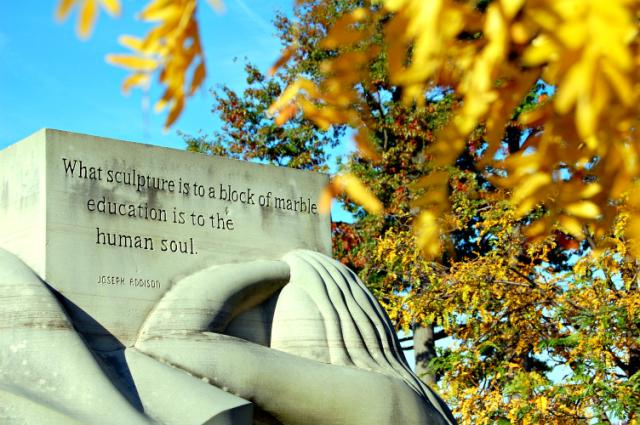 What sculpture is to a block of marble
education is to the
human soul.
JOSEPH ADDISON